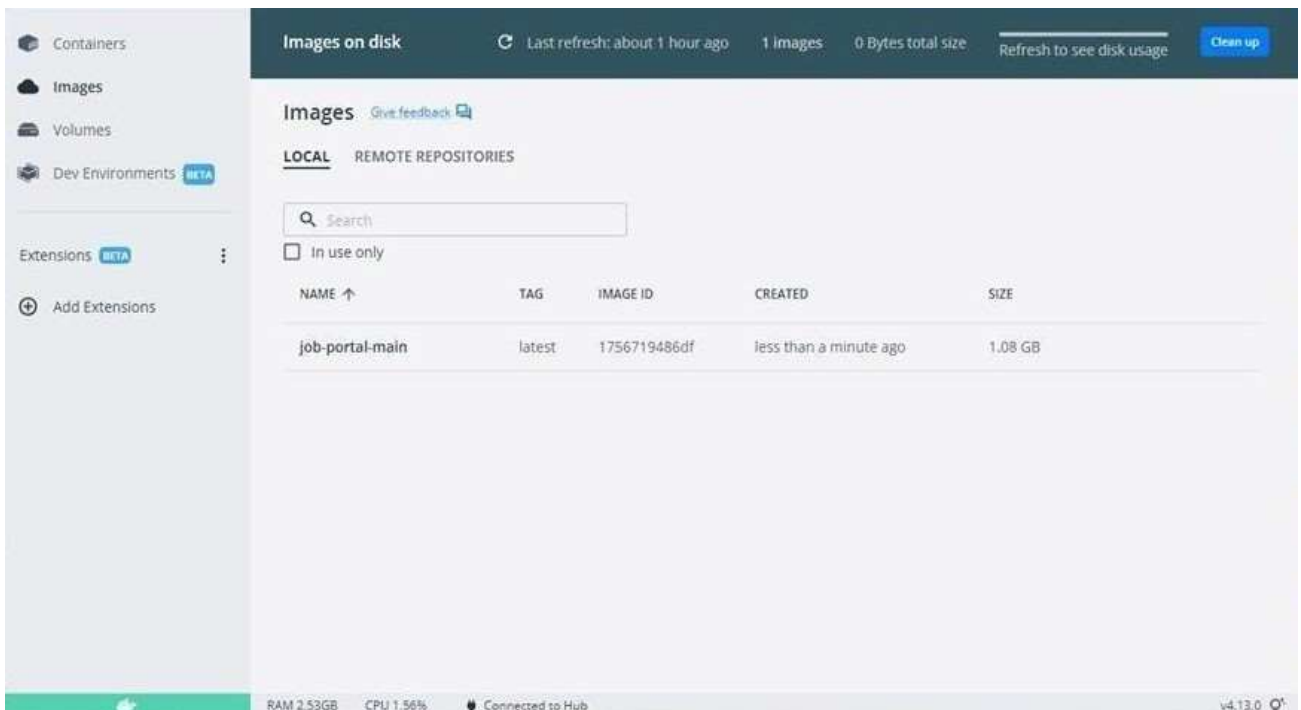 Containers
Images
Volumes
Dev Environments BETA
Extensions BETA
Add Extensions
Images on disk
Last refresh: about 1 hour ago
1 images
0 Bytes total size
Refresh to see disk usage
Clean up
Images Give feedback
LOCAL REMOTE REPOSITORIES
Search
In use only
NAME TAG IMAGE ID CREATED SIZE
job-portal-main latest 1756719486df less than a minute ago 1.08 GB
RAM 2.53GB CPU 1.56% Connected to Hub v4.13.0